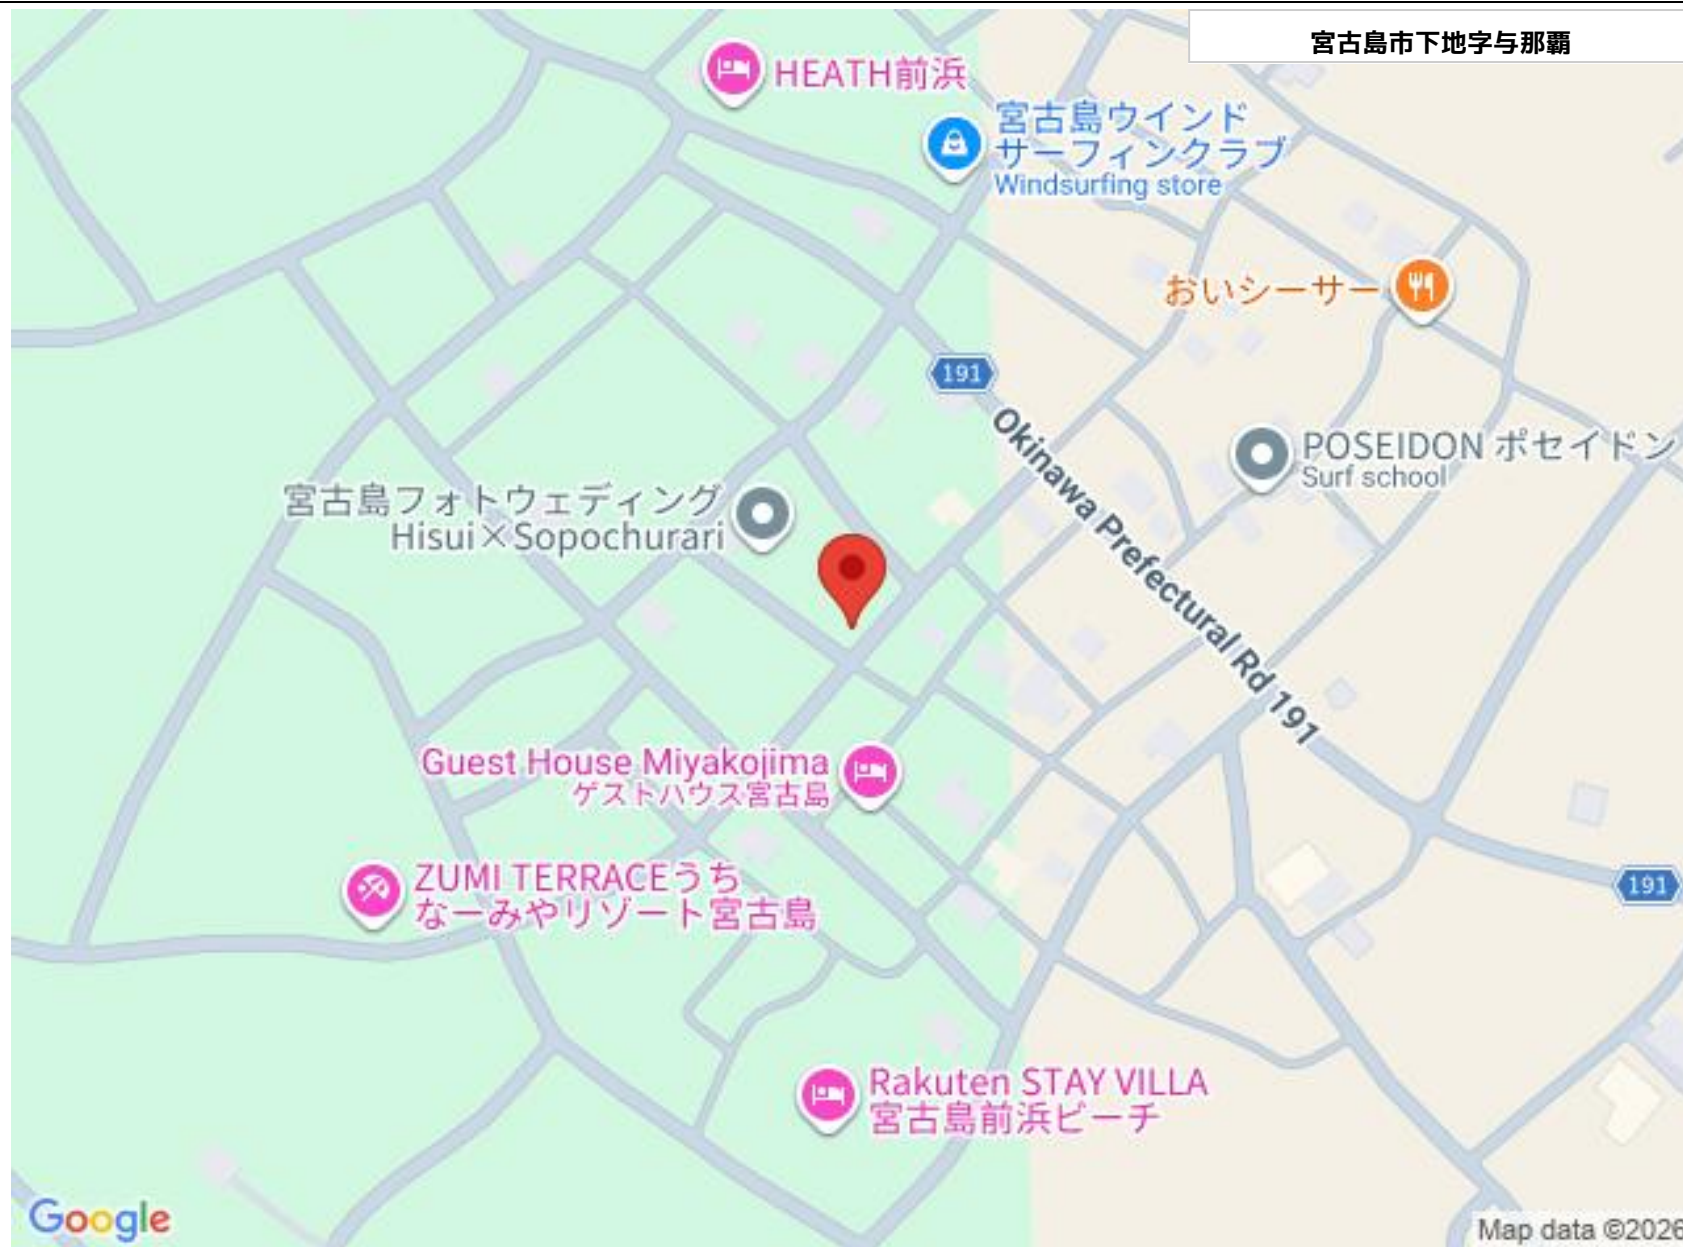 宮古島市下地字与那覇
HEATH前浜
宮古島ウインド
サーフィンクラブ
Windsurfing store
おいシーサー
191
Okinawa Prefectural Rd 191
POSEIDON ポセイドン
Surf school
宮古島フォトウェディング
Hisui×Sopochurari
Guest House Miyakojima
ゲストハウス宮古島
ZUMI TERRACEうち
なーみやリゾート宮古島
191
Rakuten STAY VILLA
宮古島前浜ビーチ
Google
Map data ©2026